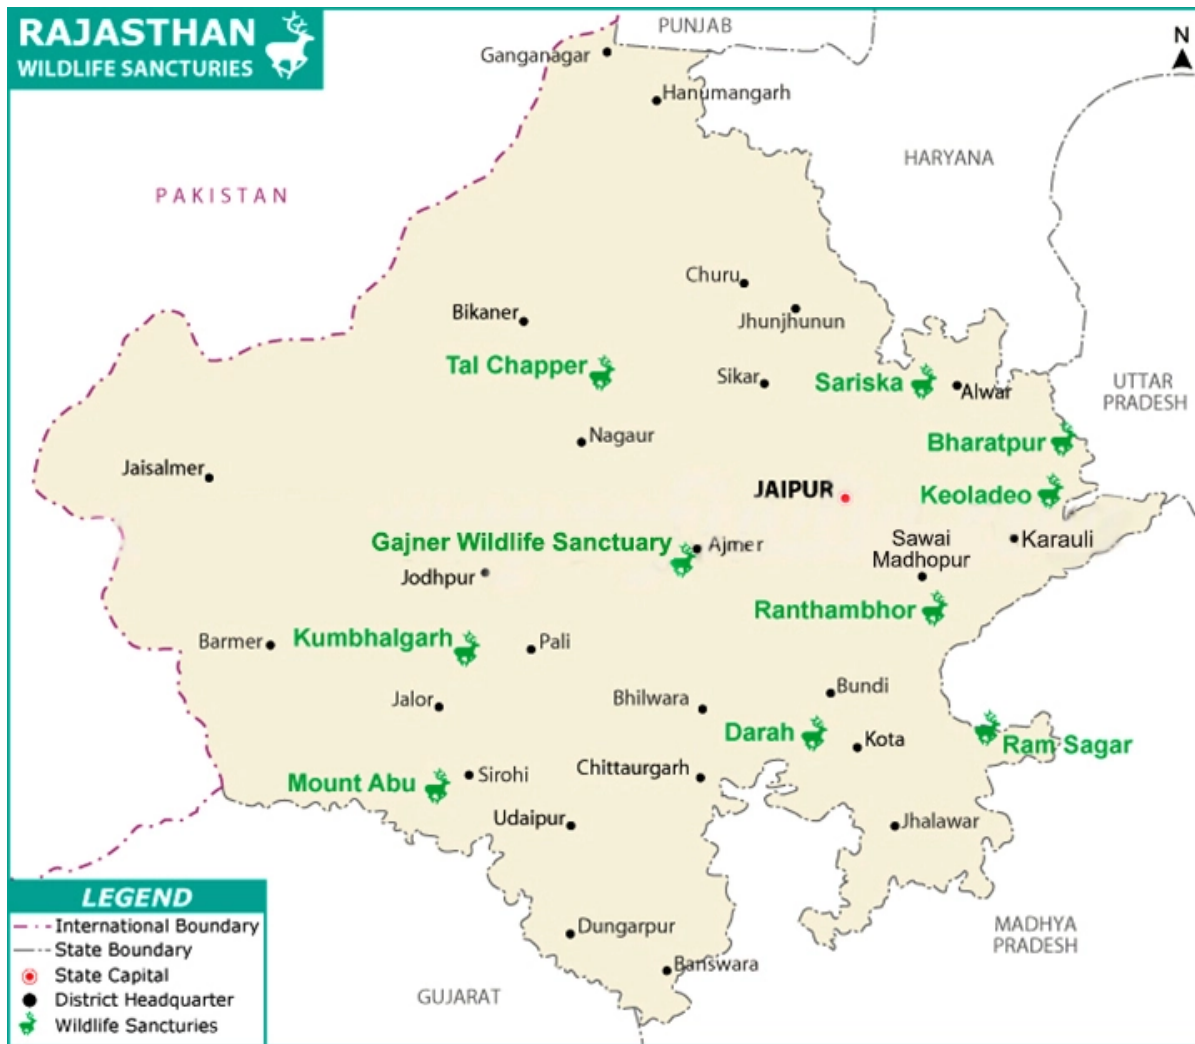 RAJASTHAN
WILDLIFE SANCTURIES
PUNJAB
N
Ganganagar
Hanumangarh
HARYANA
PAKISTAN
Churu
Bikaner
Jhunjhunun
Tal Chapper
Sikar
Sariska
Alwar
UTTAR
PRADESH
Nagaur
Bharatpur
Jaisalmer
JAIPUR
Keoladeo
Gajner Wildlife Sanctuary
Ajmer
Sawai
Madhopur
Karauli
Jodhpur
Ranthambhor
Barmer
Kumbhalgarh
Pali
Jalor
Bhilwara
Bundi
Darah
Kota
Ram Sagar
Mount Abu
Sirohi
Chittaurgarh
Udaipur
Jhalawar
LEGEND
International Boundary
State Boundary
State Capital
District Headquarter
Wildlife Sancturies
Dungarpur
Banswara
MADHYA
PRADESH
GUJARAT